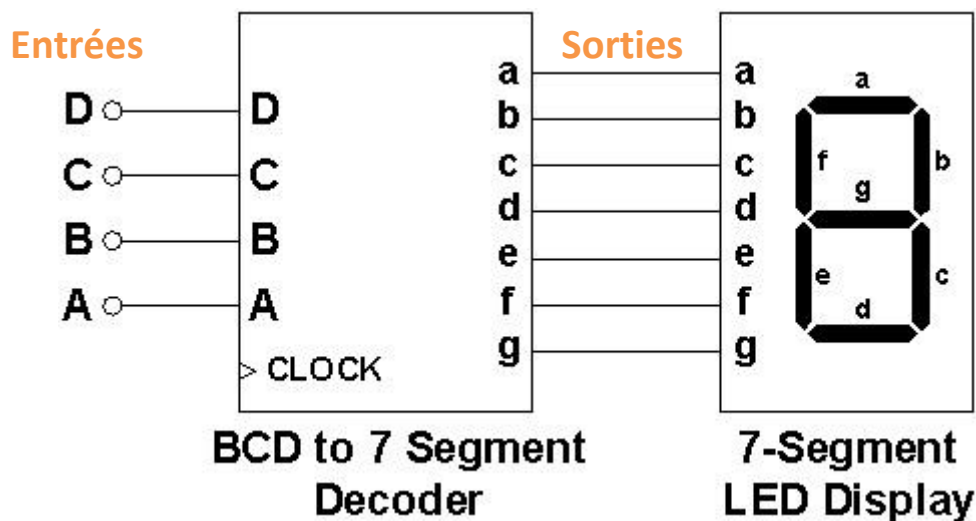 Entrées
Sorties
D
C
B
A
D
C
B
A
> CLOCK
a
b
c
d
e
f
g
a
b
c
d
e
f
g
a
f
b
g
e
c
d
BCD to 7 Segment
Decoder
7-Segment
LED Display